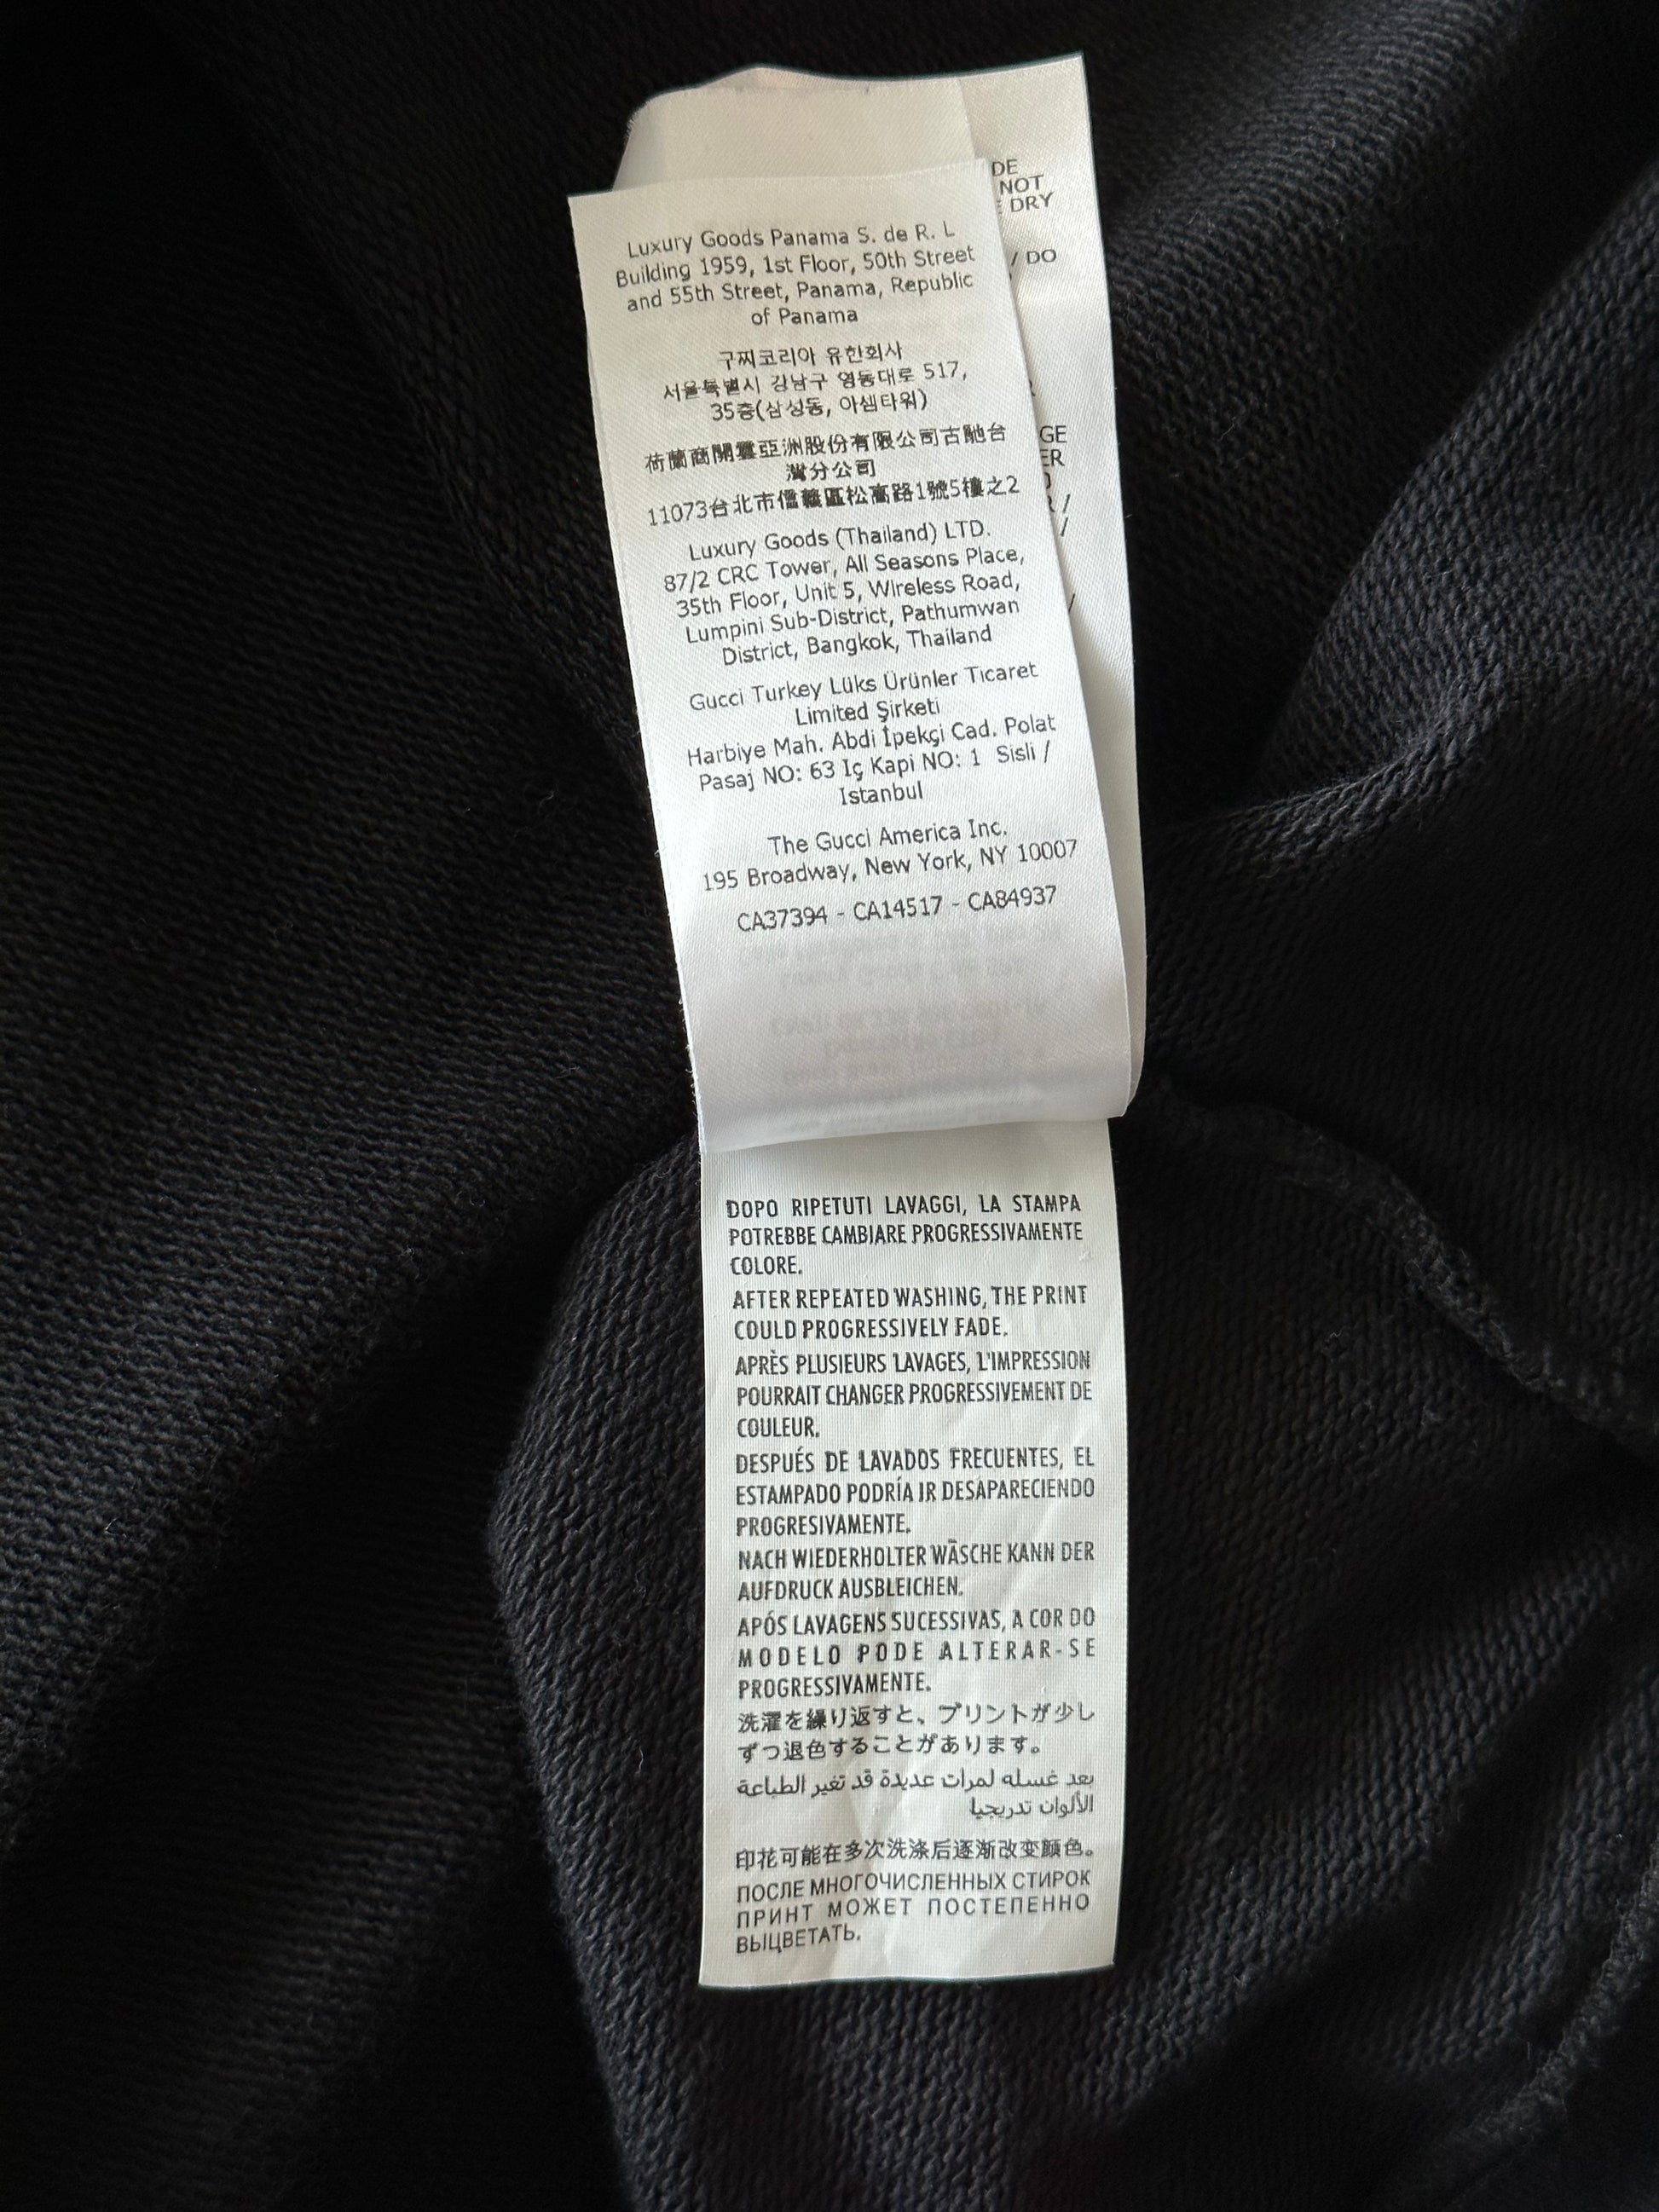 Luxury Goods Panama S. de R. L
Building 1959, 1st Floor, 50th Street
and 55th Street, Panama, Republic
of Panama
구찌코리아 유한회사
서울특별시 강남구 영동대로 517,
35층(삼성동, 아셈타워)
荷蘭商開雲亞洲股份有限公司古馳台
灣分公司
11073台北市信義區松高路1號5樓之2
Luxury Goods (Thailand) LTD.
87/2 CRC Tower, All Seasons Place,
35th Floor, Unit 5, Wireless Road,
Lumpini Sub-District, Pathumwan
District, Bangkok, Thailand
Gucci Turkey Lüks Ürünler Ticaret
Limited Şirketi
Harbiye Mah. Abdi İpekçi Cad. Polat
Pasaj NO: 63 Iç Kapi NO: 1 Sisli /
Istanbul
The Gucci America Inc.
195 Broadway, New York, NY 10007
CA37394 - CA14517 - CA84937
DE
NOT
DRY
/ DO
GE
ER
/
/
/
DOPO RIPETUTI LAVAGGI, LA STAMPA
POTREBBE CAMBIARE PROGRESSIVAMENTE
COLORE.
AFTER REPEATED WASHING, THE PRINT
COULD PROGRESSIVELY FADE.
APRÈS PLUSIEURS LAVAGES, L'IMPRESSION
POURRAIT CHANGER PROGRESSIVEMENT DE
COULEUR.
DESPUÉS DE LAVADOS FRECUENTES, EL
ESTAMPADO PODRÍA IR DESAPARECIENDO
PROGRESIVAMENTE.
NACH WIEDERHOLTER WÄSCHE KANN DER
AUFDRUCK AUSBLEICHEN.
APÓS LAVAGENS SUCESSIVAS, A COR DO
MODELO PODE ALTERAR-SE
PROGRESSIVAMENTE.
洗濯を繰り返すと、プリントが少し
ずつ退色することがあります。
بعد غسله لمرات عديدة قد تغير الطباعة
الألوان تدريجيا
印花可能在多次洗涤后逐渐改变颜色。
ПОСЛЕ МНОГОЧИСЛЕННЫХ СТИРОК
ПРИНТ МОЖЕТ ПОСТЕПЕННО
ВЫЦВЕТАТЬ.